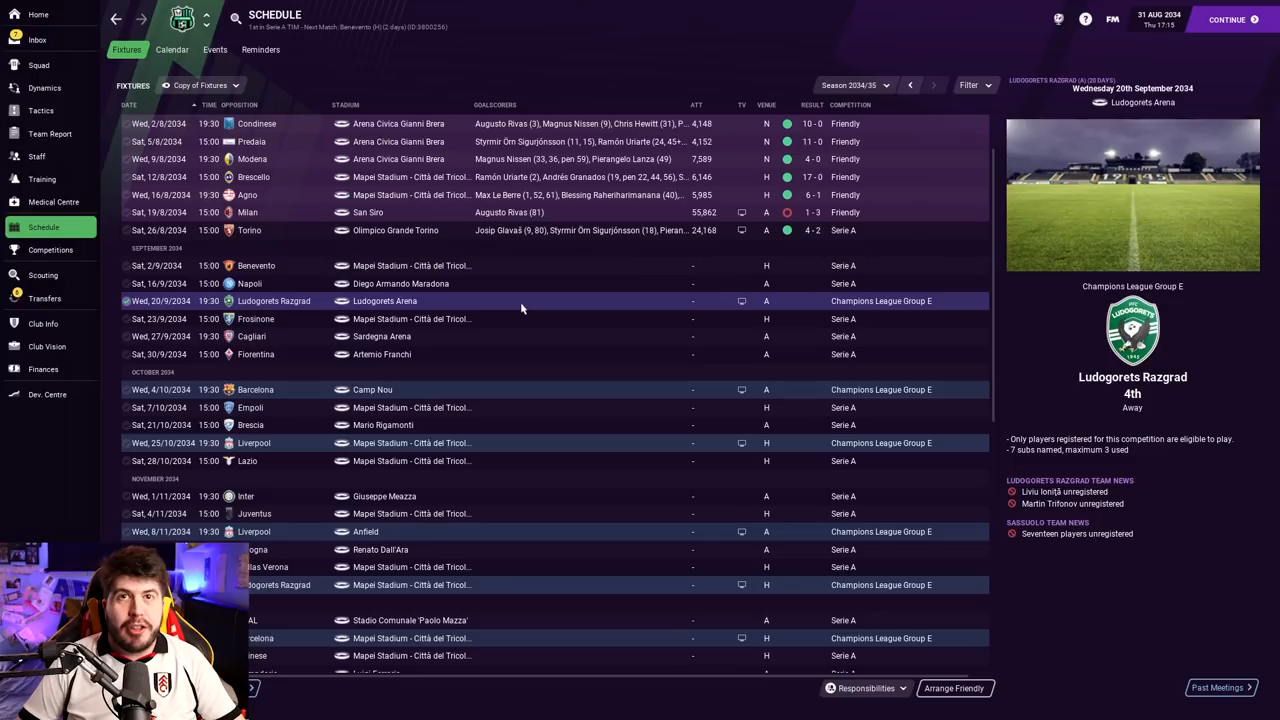 Home
7
Inbox
Squad
Dynamics
Tactics
Team Report
Staff
Training
Medical Centre
Schedule
Competitions
Scouting
6
Transfers
Club Info
Club Vision
Finances
Dev. Centre
SCHEDULE
1st in Serie A TIM - Next Match: Benevento (H) (2 days) (ID:3800256)
FM
31 AUG 2034
Thu 17:15
CONTINUE
Fixtures Calendar Events Reminders
FIXTURES Copy of Fixtures Season 2034/35 Filter
DATE TIME OPPOSITION STADIUM GOALSCORERS ATT TV VENUE RESULT COMPETITION
Wed, 2/8/2034 19:30 Condinese Arena Civica Gianni Brera Augusto Rivas (3), Magnus Nissen (9), Chris Hewitt (31), P... 4,148 N 10 - 0 Friendly
Sat, 5/8/2034 15:00 Predaia Arena Civica Gianni Brera Styrmir Örn Sigurjónsson (11, 15), Ramón Uriarte (24, 45+... 4,152 N 11 - 0 Friendly
Wed, 9/8/2034 19:30 Modena Arena Civica Gianni Brera Magnus Nissen (33, 36, pen 59), Pierangelo Lanza (49) 7,589 N 4 - 0 Friendly
Sat, 12/8/2034 15:00 Brescello Arena Civica Gianni Brera Ramón Uriarte (2), Andrés Granados (19, pen 22, 44, 56), S... 6,146 H 17 - 0 Friendly
Wed, 16/8/2034 19:30 Agno Arena Civica Gianni Brera Max Le Berre (1, 52, 61), Blessing Raheriharimanana (40),... 5,985 H 6 - 1 Friendly
Sat, 19/8/2034 15:00 Milan San Siro Augusto Rivas (81) 55,862 A 1 - 3 Friendly
Sat, 26/8/2034 15:00 Torino Olimpico Grande Torino Josip Glavaš (9, 80), Styrmir Örn Sigurjónsson (18), Pieran... 24,168 A 4 - 2 Serie A
SEPTEMBER 2034
Sat, 2/9/2034 15:00 Benevento Mapei Stadium - Città del Tricol... - H Serie A
Sat, 16/9/2034 15:00 Napoli Diego Armando Maradona - A Serie A
Wed, 20/9/2034 19:30 Ludogorets Razgrad Ludogorets Arena - A Champions League Group E
Sat, 23/9/2034 15:00 Frosinone Mapei Stadium - Città del Tricol... - H Serie A
Wed, 27/9/2034 19:30 Cagliari Sardegna Arena - A Serie A
Sat, 30/9/2034 15:00 Fiorentina Artemio Franchi - A Serie A
OCTOBER 2034
Wed, 4/10/2034 19:30 Barcelona Camp Nou - A Champions League Group E
Sat, 7/10/2034 15:00 Empoli Mapei Stadium - Città del Tricol... - H Serie A
Sat, 21/10/2034 15:00 Brescia Mario Rigamonti - A Serie A
Wed, 25/10/2034 19:30 Liverpool Mapei Stadium - Città del Tricol... - H Champions League Group E
Sat, 28/10/2034 15:00 Lazio Mapei Stadium - Città del Tricol... - H Serie A
NOVEMBER 2034
Wed, 1/11/2034 19:30 Inter Giuseppe Meazza - A Serie A
Sat, 4/11/2034 15:00 Juventus Mapei Stadium - Città del Tricol... - H Serie A
Wed, 8/11/2034 19:30 Liverpool Anfield - A Champions League Group E
ogna Renato Dall'Ara - A Serie A
llas Verona Mapei Stadium - Città del Tricol... - H Serie A
dogorets Razgrad Mapei Stadium - Città del Tricol... - H Champions League Group E
AL Stadio Comunale 'Paolo Mazza' - A Serie A
rcelona Mapei Stadium - Città del Tricol... - H Champions League Group E
inese Mapei Stadium - Città del Tricol... - H Serie A
Responsibilities Arrange Friendly
LUDOGORETS RAZGRAD (A) (20 DAYS)
Wednesday 20th September 2034
Ludogorets Arena
Champions League Group E
PFC
LUDOGORETS
1945
Ludogorets Razgrad
4th
Away
- Only players registered for this competition are eligible to play.
- 7 subs named, maximum 3 used
LUDOGORETS RAZGRAD TEAM NEWS
Liviu Ioniţă unregistered
Martin Trifonov unregistered
SASSUOLO TEAM NEWS
Seventeen players unregistered
Past Meetings